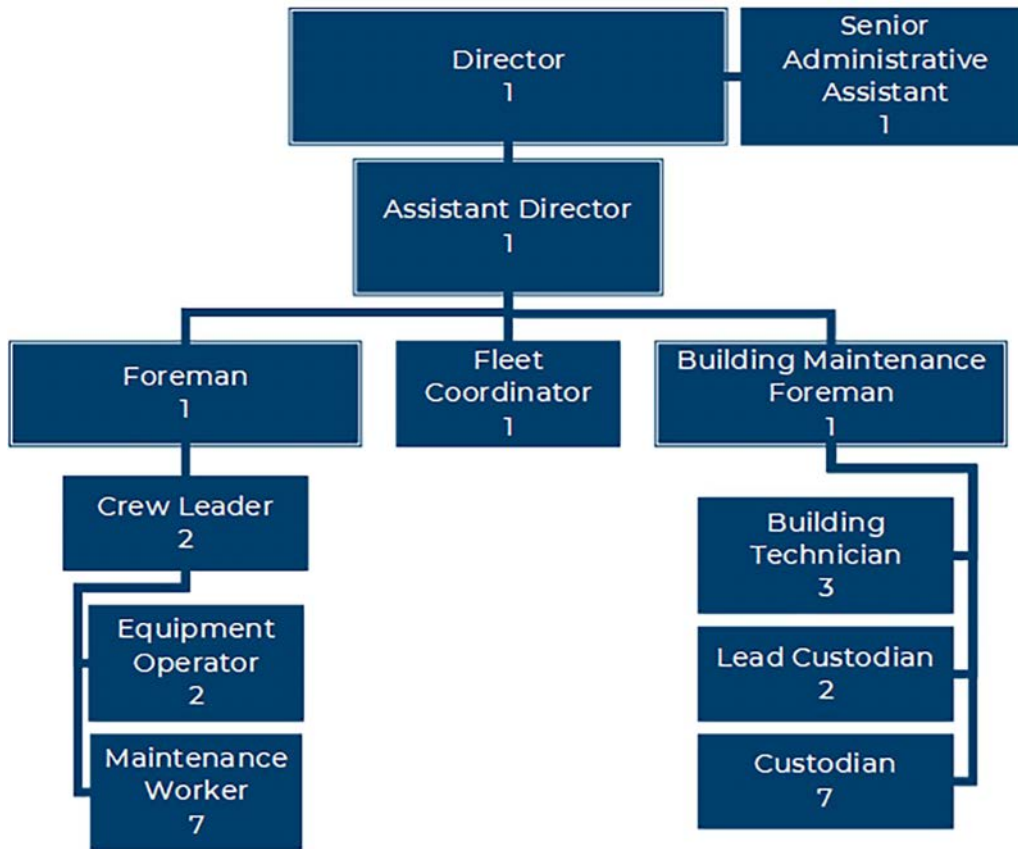 Director
1
Senior
Administrative
Assistant
1
Assistant Director
1
Foreman
1
Fleet
Coordinator
1
Building Maintenance
Foreman
1
Crew Leader
2
Equipment
Operator
2
Maintenance
Worker
7
Building
Technician
3
Lead Custodian
2
Custodian
7